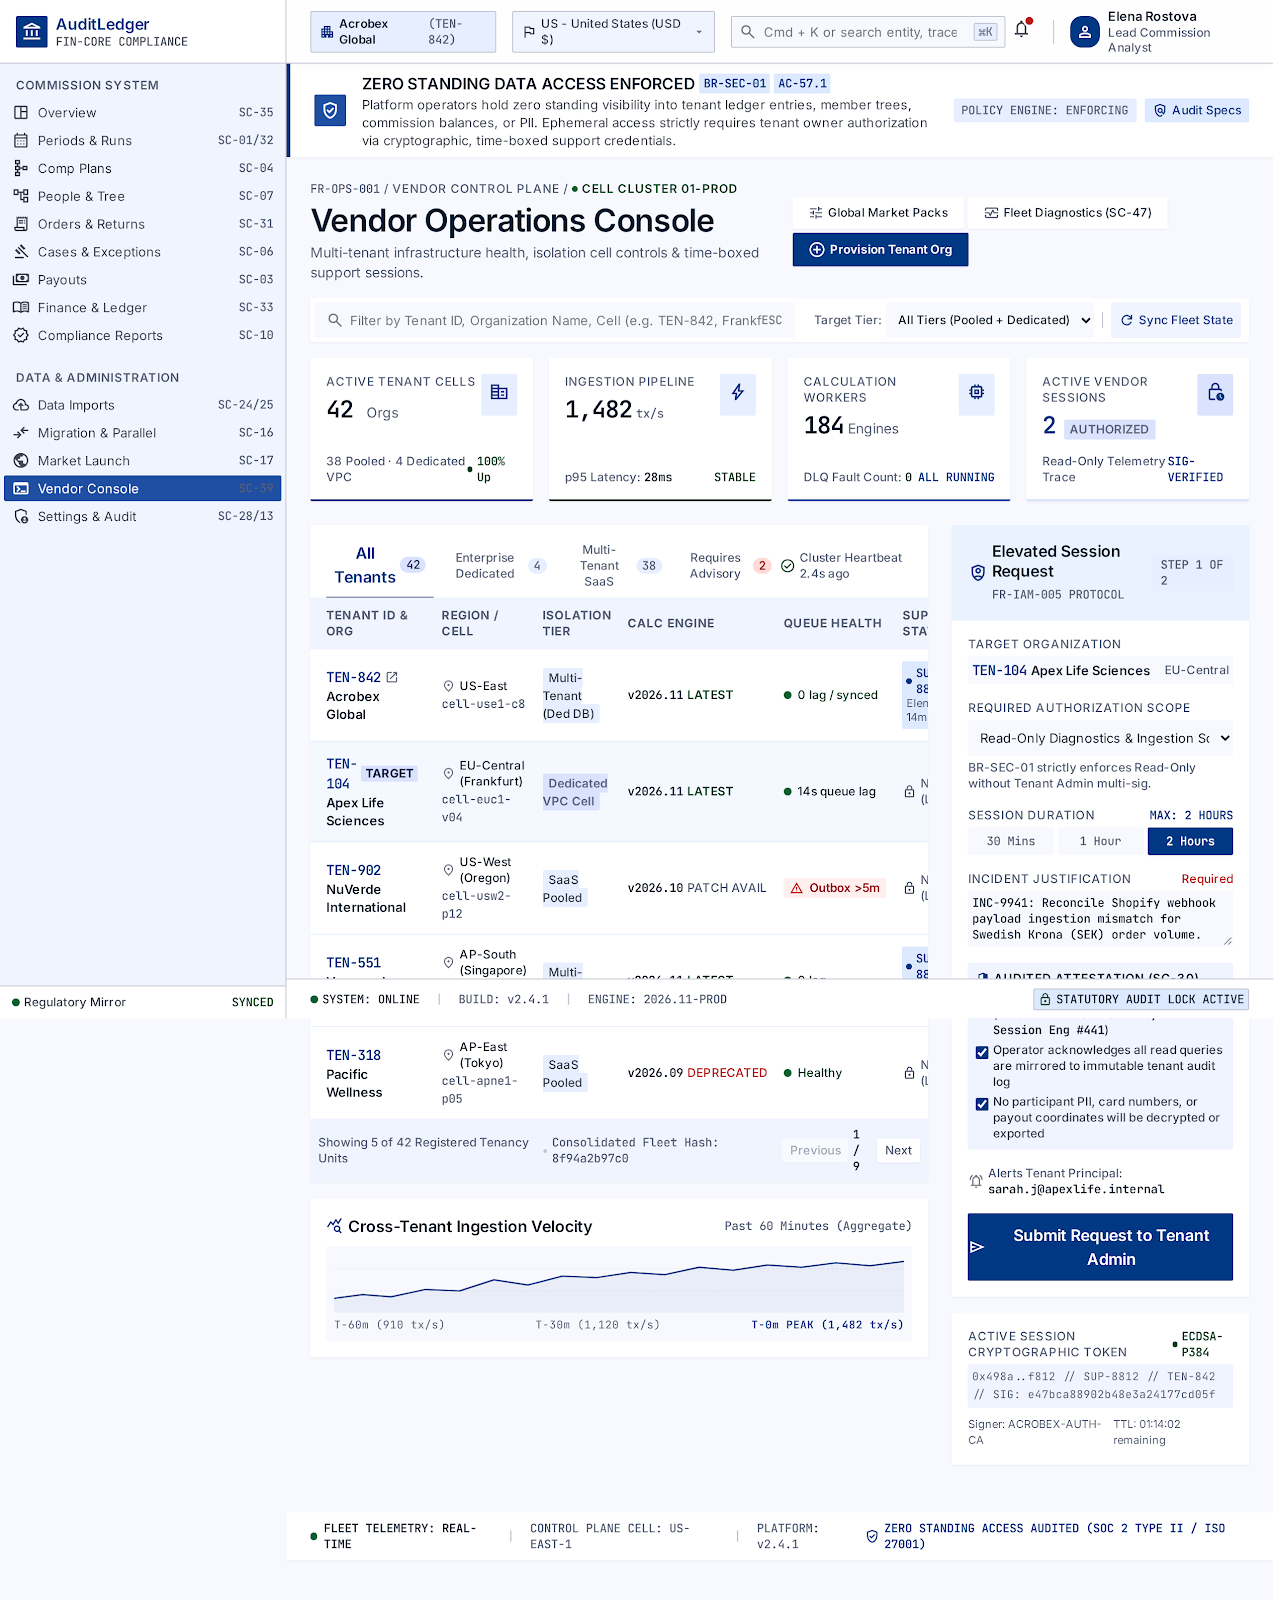 AuditLedger
FIN-CORE COMPLIANCE
Acrobex Global
(TEN-842)
US - United States (USD $)
Cmd + K or search entity, trace
⌘K
Elena Rostova
Lead Commission Analyst
COMMISSION SYSTEM
Overview SC-35
Periods & Runs SC-01/32
Comp Plans SC-04
People & Tree SC-07
Orders & Returns SC-31
Cases & Exceptions SC-06
Payouts SC-03
Finance & Ledger SC-33
Compliance Reports SC-10
DATA & ADMINISTRATION
Data Imports SC-24/25
Migration & Parallel SC-16
Market Launch SC-17
Vendor Console SC-39
Settings & Audit SC-28/13
Regulatory Mirror SYNCED
ZERO STANDING DATA ACCESS ENFORCED BR-SEC-01 AC-57.1
Platform operators hold zero standing visibility into tenant ledger entries, member trees,
commission balances, or PII. Ephemeral access strictly requires tenant owner authorization
via cryptographic, time-boxed support credentials.
POLICY ENGINE: ENFORCING
Audit Specs
FR-OPS-001 / VENDOR CONTROL PLANE / CELL CLUSTER 01-PROD
Vendor Operations Console
Multi-tenant infrastructure health, isolation cell controls & time-boxed
support sessions.
Global Market Packs
Fleet Diagnostics (SC-47)
Provision Tenant Org
Filter by Tenant ID, Organization Name, Cell (e.g. TEN-842, Frankf
ESC
Target Tier:
All Tiers (Pooled + Dedicated)
Sync Fleet State
ACTIVE TENANT CELLS
42 Orgs
38 Pooled · 4 Dedicated VPC
100% Up
INGESTION PIPELINE
1,482 tx/s
p95 Latency: 28ms STABLE
CALCULATION WORKERS
184 Engines
DLQ Fault Count: 0 ALL RUNNING
ACTIVE VENDOR SESSIONS
2 AUTHORIZED
Read-Only Telemetry Trace
SIG-VERIFIED
All Tenants 42
Enterprise Dedicated 4
Multi-Tenant SaaS 38
Requires Advisory 2
Cluster Heartbeat 2.4s ago
TENANT ID & ORG
REGION / CELL
ISOLATION TIER
CALC ENGINE
QUEUE HEALTH
SUP
STA
TEN-842
Acrobex Global
US-East
cell-use1-c8
Multi-Tenant (Ded DB)
v2026.11 LATEST
0 lag / synced
SU
88
Elen
14m
TEN-104 TARGET
Apex Life Sciences
EU-Central (Frankfurt)
cell-euc1-v04
Dedicated VPC Cell
v2026.11 LATEST
14s queue lag
N
(L
TEN-902
NuVerde International
US-West (Oregon)
cell-usw2-p12
SaaS Pooled
v2026.10 PATCH AVAIL
Outbox >5m
N
(L
TEN-551
AP-South (Singapore)
Multi-
SU
88
TEN-318
Pacific Wellness
AP-East (Tokyo)
cell-apne1-p05
SaaS Pooled
v2026.09 DEPRECATED
Healthy
N
(L
Showing 5 of 42 Registered Tenancy Units
Consolidated Fleet Hash: 8f94a2b97c0
Previous
1 / 9
Next
Cross-Tenant Ingestion Velocity
Past 60 Minutes (Aggregate)
T-60m (910 tx/s)
T-30m (1,120 tx/s)
T-0m PEAK (1,482 tx/s)
Elevated Session Request
FR-IAM-005 PROTOCOL
STEP 1 OF 2
TARGET ORGANIZATION
TEN-104 Apex Life Sciences EU-Central
REQUIRED AUTHORIZATION SCOPE
Read-Only Diagnostics & Ingestion Sc
BR-SEC-01 strictly enforces Read-Only
without Tenant Admin multi-sig.
SESSION DURATION MAX: 2 HOURS
30 Mins
1 Hour
2 Hours
INCIDENT JUSTIFICATION Required
INC-9941: Reconcile Shopify webhook
payload ingestion mismatch for
Swedish Krona (SEK) order volume.
AUDITED ATTESTATION (SC-30)
Session Eng #441)
Operator acknowledges all read queries
are mirrored to immutable tenant audit
log
No participant PII, card numbers, or
payout coordinates will be decrypted or
exported
Alerts Tenant Principal:
sarah.j@apexlife.internal
Submit Request to Tenant Admin
ACTIVE SESSION CRYPTOGRAPHIC TOKEN
ECDSA-P384
0x498a..f812 // SUP-8812 // TEN-842
// SIG: e47bca88902b48e3a24177cd05f
Signer: ACROBEX-AUTH-CA
TTL: 01:14:02 remaining
SYSTEM: ONLINE | BUILD: v2.4.1 | ENGINE: 2026.11-PROD
STATUTORY AUDIT LOCK ACTIVE
FLEET TELEMETRY: REAL-TIME
CONTROL PLANE CELL: US-EAST-1
PLATFORM: v2.4.1
ZERO STANDING ACCESS AUDITED (SOC 2 TYPE II / ISO 27001)